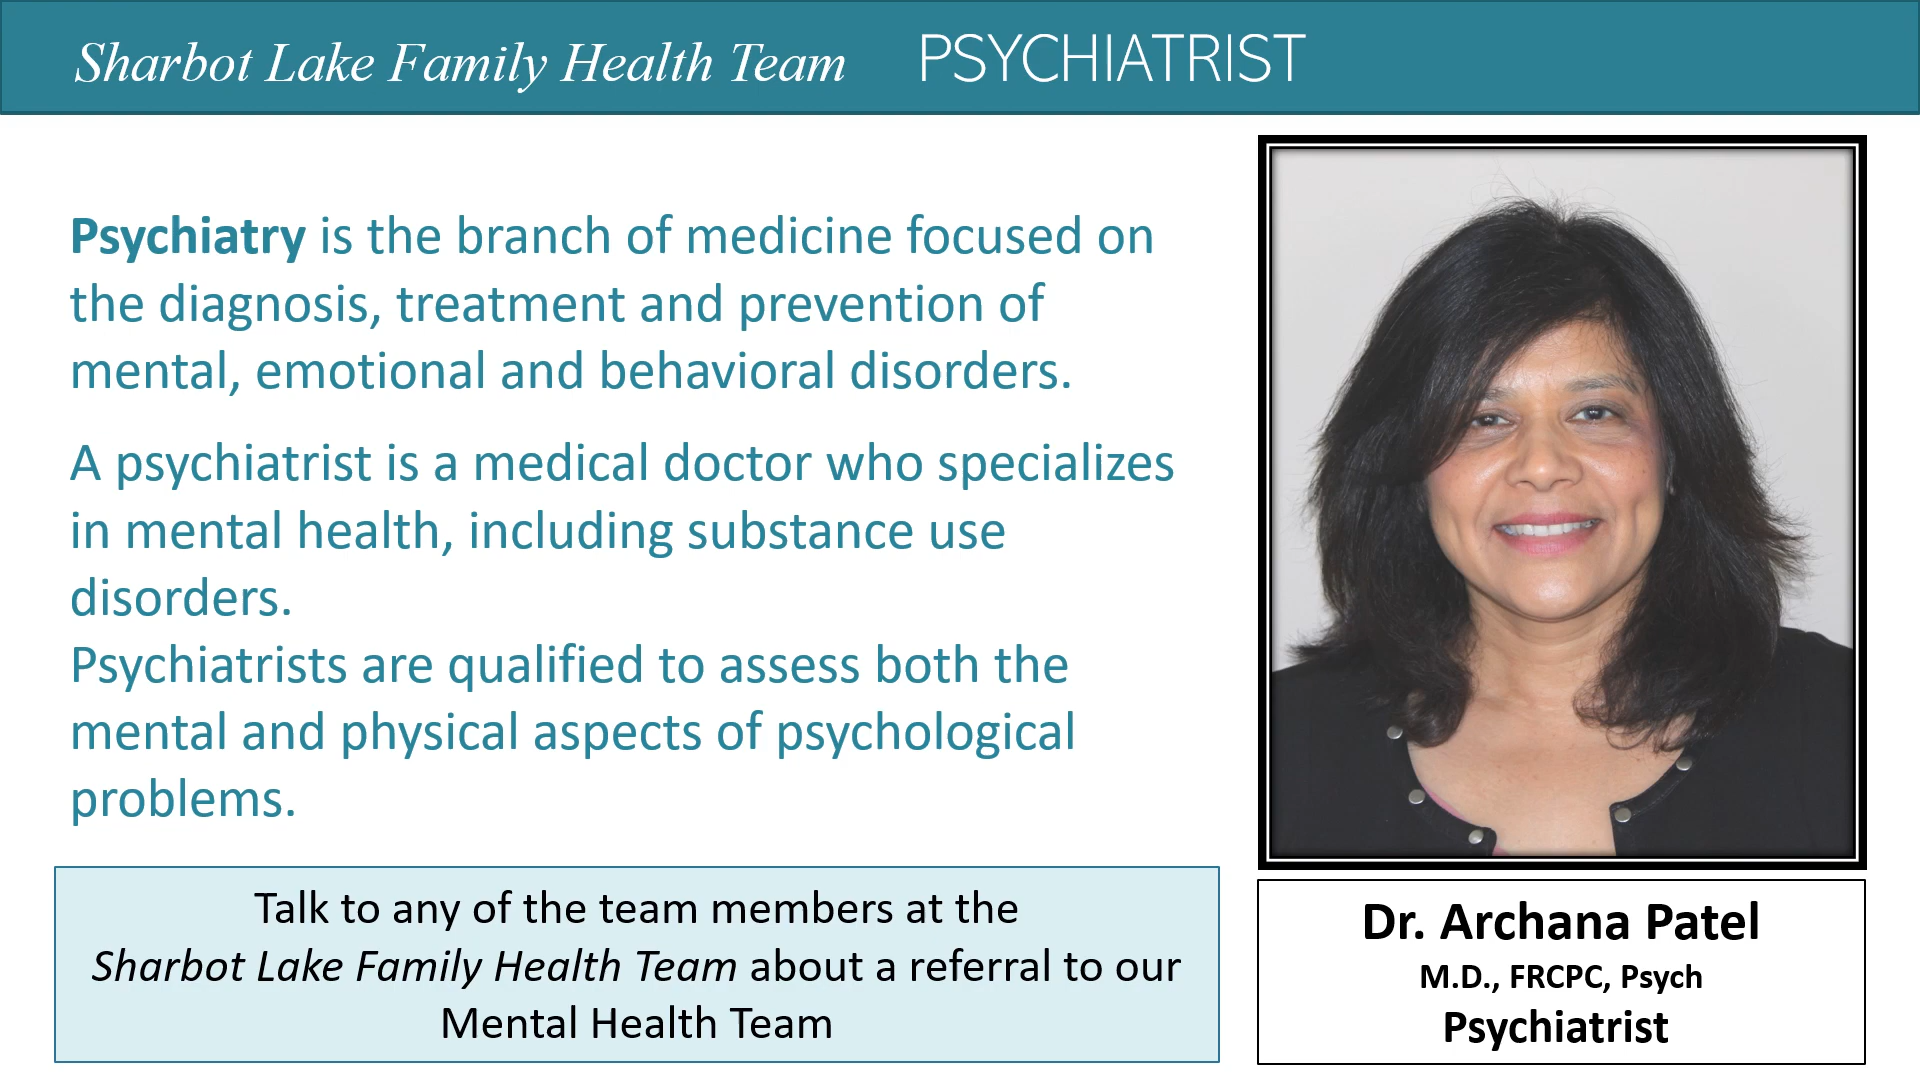 Sharbot Lake Family Health Team PSYCHIATRIST
Psychiatry is the branch of medicine focused on
the diagnosis, treatment and prevention of
mental, emotional and behavioral disorders.
A psychiatrist is a medical doctor who specializes
in mental health, including substance use
disorders.
Psychiatrists are qualified to assess both the
mental and physical aspects of psychological
problems.
Talk to any of the team members at the
Sharbot Lake Family Health Team about a referral to our
Mental Health Team
Dr. Archana Patel
M.D., FRCPC, Psych
Psychiatrist